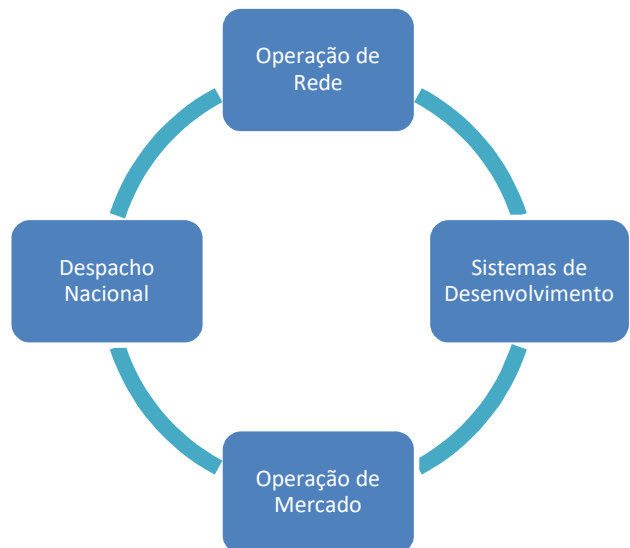 Operação de
Rede
Despacho
Nacional
Sistemas de
Desenvolvimento
Operação de
Mercado